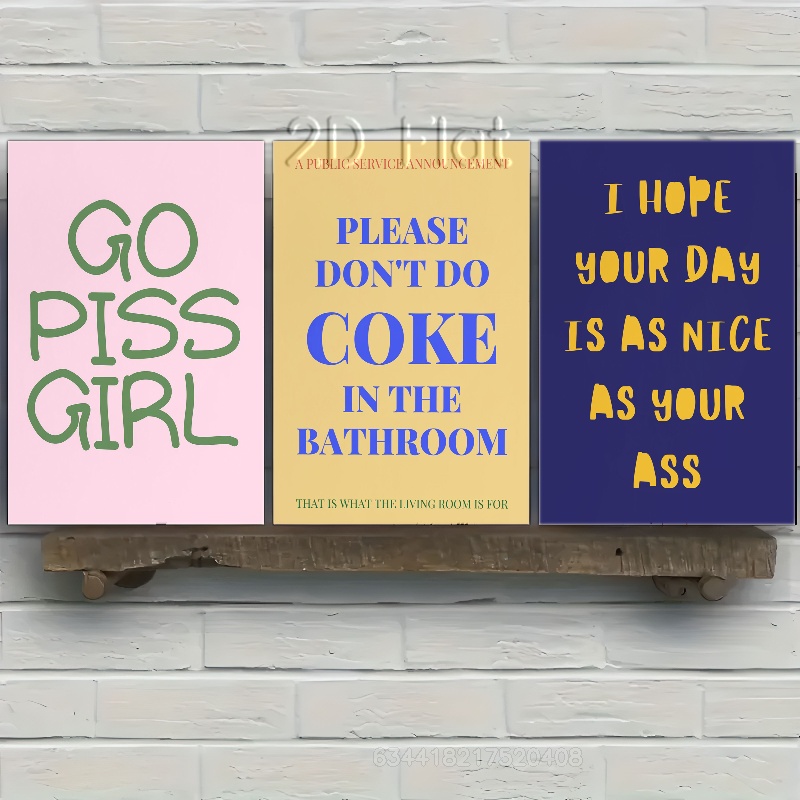 2D Flat
GO
PISS
GIRL
A PUBLIC SERVICE ANNOUNCEMENT
PLEASE
DON'T DO
COKE
IN THE
BATHROOM
THAT IS WHAT THE LIVING ROOM IS FOR
I HOPE
YOUR DAY
IS AS NICE
AS YOUR
ASS
634418217520408